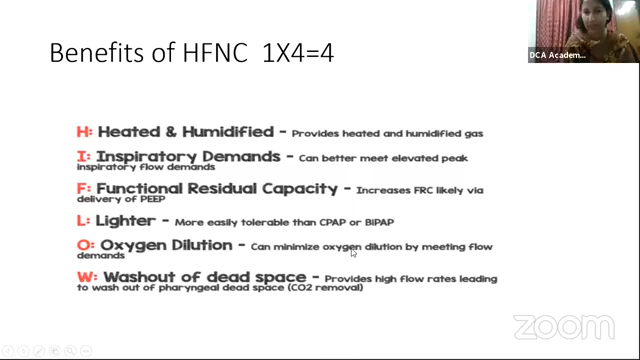 Benefits of HFNC 1X4=4
DCA Academ...
H: Heated & Humidified - Provides heated and humidified gas
I: Inspiratory Demands - Can better meet elevated peak
inspiratory flow demands
F: Functional Residual Capacity - Increases FRC likely via
delivery of PEEP
L: Lighter - More easily tolerable than CPAP or BiPAP
O: Oxygen Dilution - Can minimize oxygen dilution by meeting flow
demands
W: Washout of dead space - Provides high flow rates leading
to wash out of pharyngeal dead space (CO2 removal)
zoom